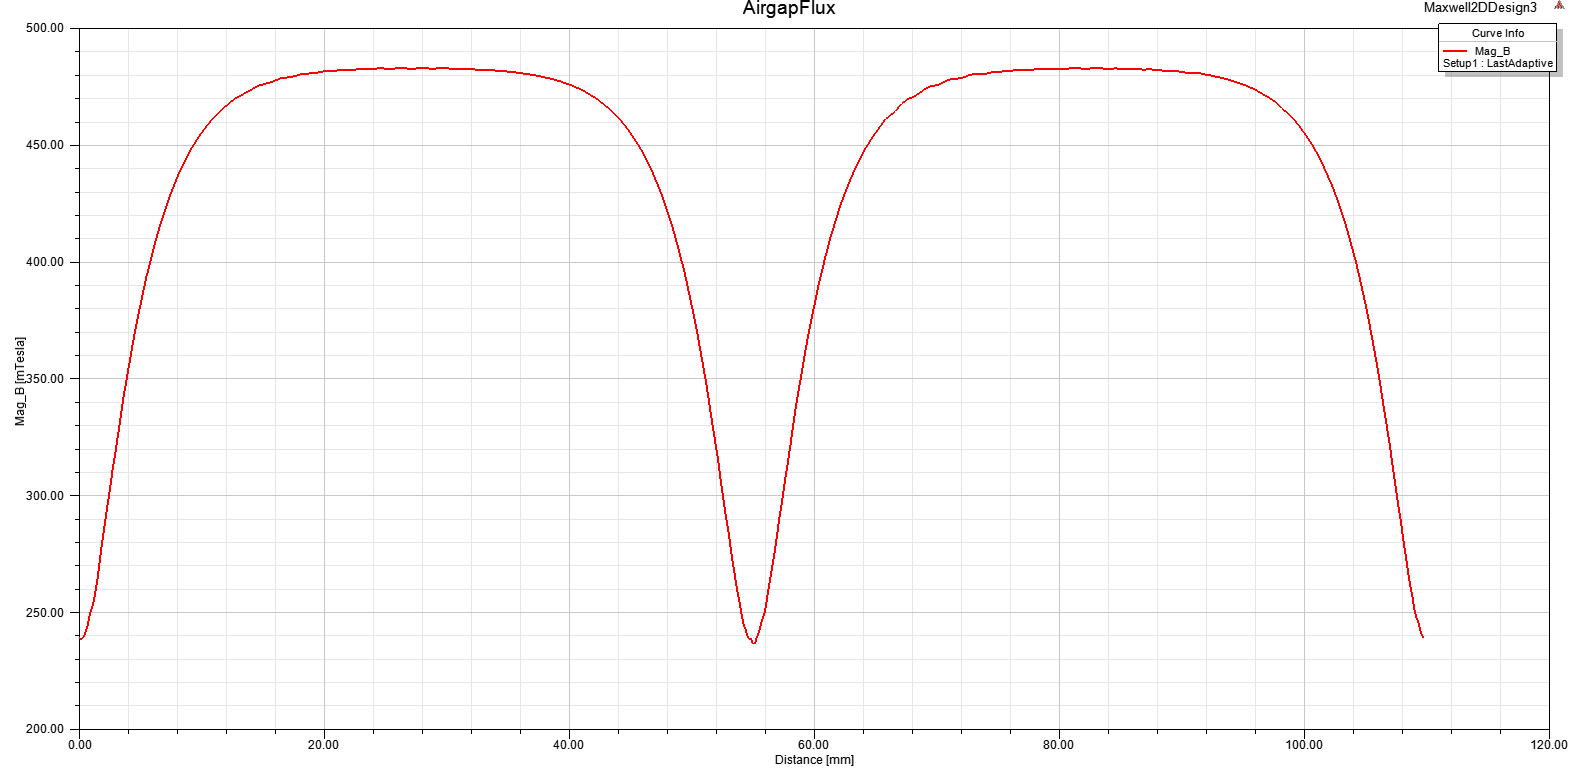 AirgapFlux
Maxwell2DDesign3
Curve Info
Mag_B
Setup1 : LastAdaptive
500.00
450.00
400.00
350.00
300.00
250.00
200.00
Mag_B [mTesla]
0.00 20.00 40.00 60.00 80.00 100.00 120.00
Distance [mm]